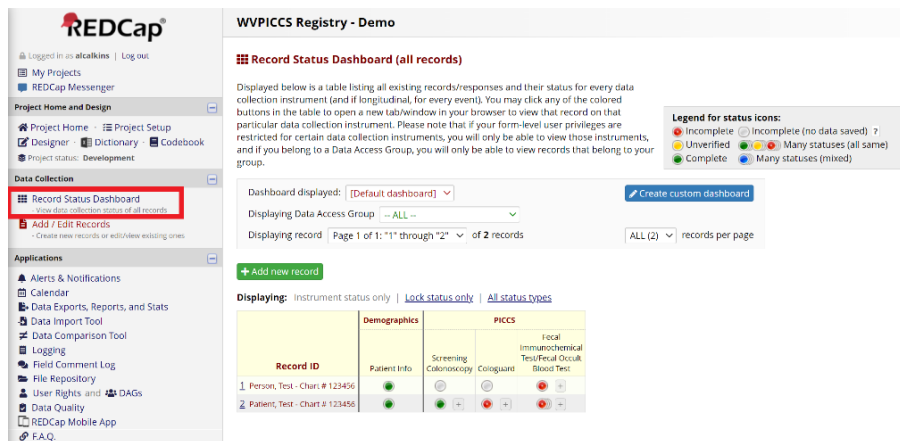 REDCap
Logged in as alcalkins | Log out
My Projects
REDCap Messenger
Project Home and Design
Project Home · Project Setup
Designer · Dictionary · Codebook
Project status: Development
Data Collection
Record Status Dashboard
- View data collection status of all records
Add / Edit Records
- Create new records or edit/view existing ones
Applications
Alerts & Notifications
Calendar
Data Exports, Reports, and Stats
Data Import Tool
Data Comparison Tool
Logging
Field Comment Log
File Repository
User Rights and DAGs
Data Quality
REDCap Mobile App
F.A.Q.
WVPICCS Registry - Demo
Record Status Dashboard (all records)
Displayed below is a table listing all existing records/responses and their status for every data
collection instrument (and if longitudinal, for every event). You may click any of the colored
buttons in the table to open a new tab/window in your browser to view that record on that
particular data collection instrument. Please note that if your form-level user privileges are
restricted for certain data collection instruments, you will only be able to view those instruments,
and if you belong to a Data Access Group, you will only be able to view records that belong to your
group.
Legend for status icons:
Incomplete Incomplete (no data saved) ?
Unverified Many statuses (all same)
Complete Many statuses (mixed)
Dashboard displayed: [Default dashboard] Create custom dashboard
Displaying Data Access Group -- ALL --
Displaying record Page 1 of 1: "1" through "2" of 2 records ALL (2) records per page
+ Add new record
Displaying: Instrument status only | Lock status only | All status types
Demographics PICCS
Record ID Patient Info Screening Colonoscopy Cologuard Fecal Immunochemical Test/Fecal Occult Blood Test
1 Person, Test - Chart # 123456 +
2 Patient, Test - Chart # 123456 + + +